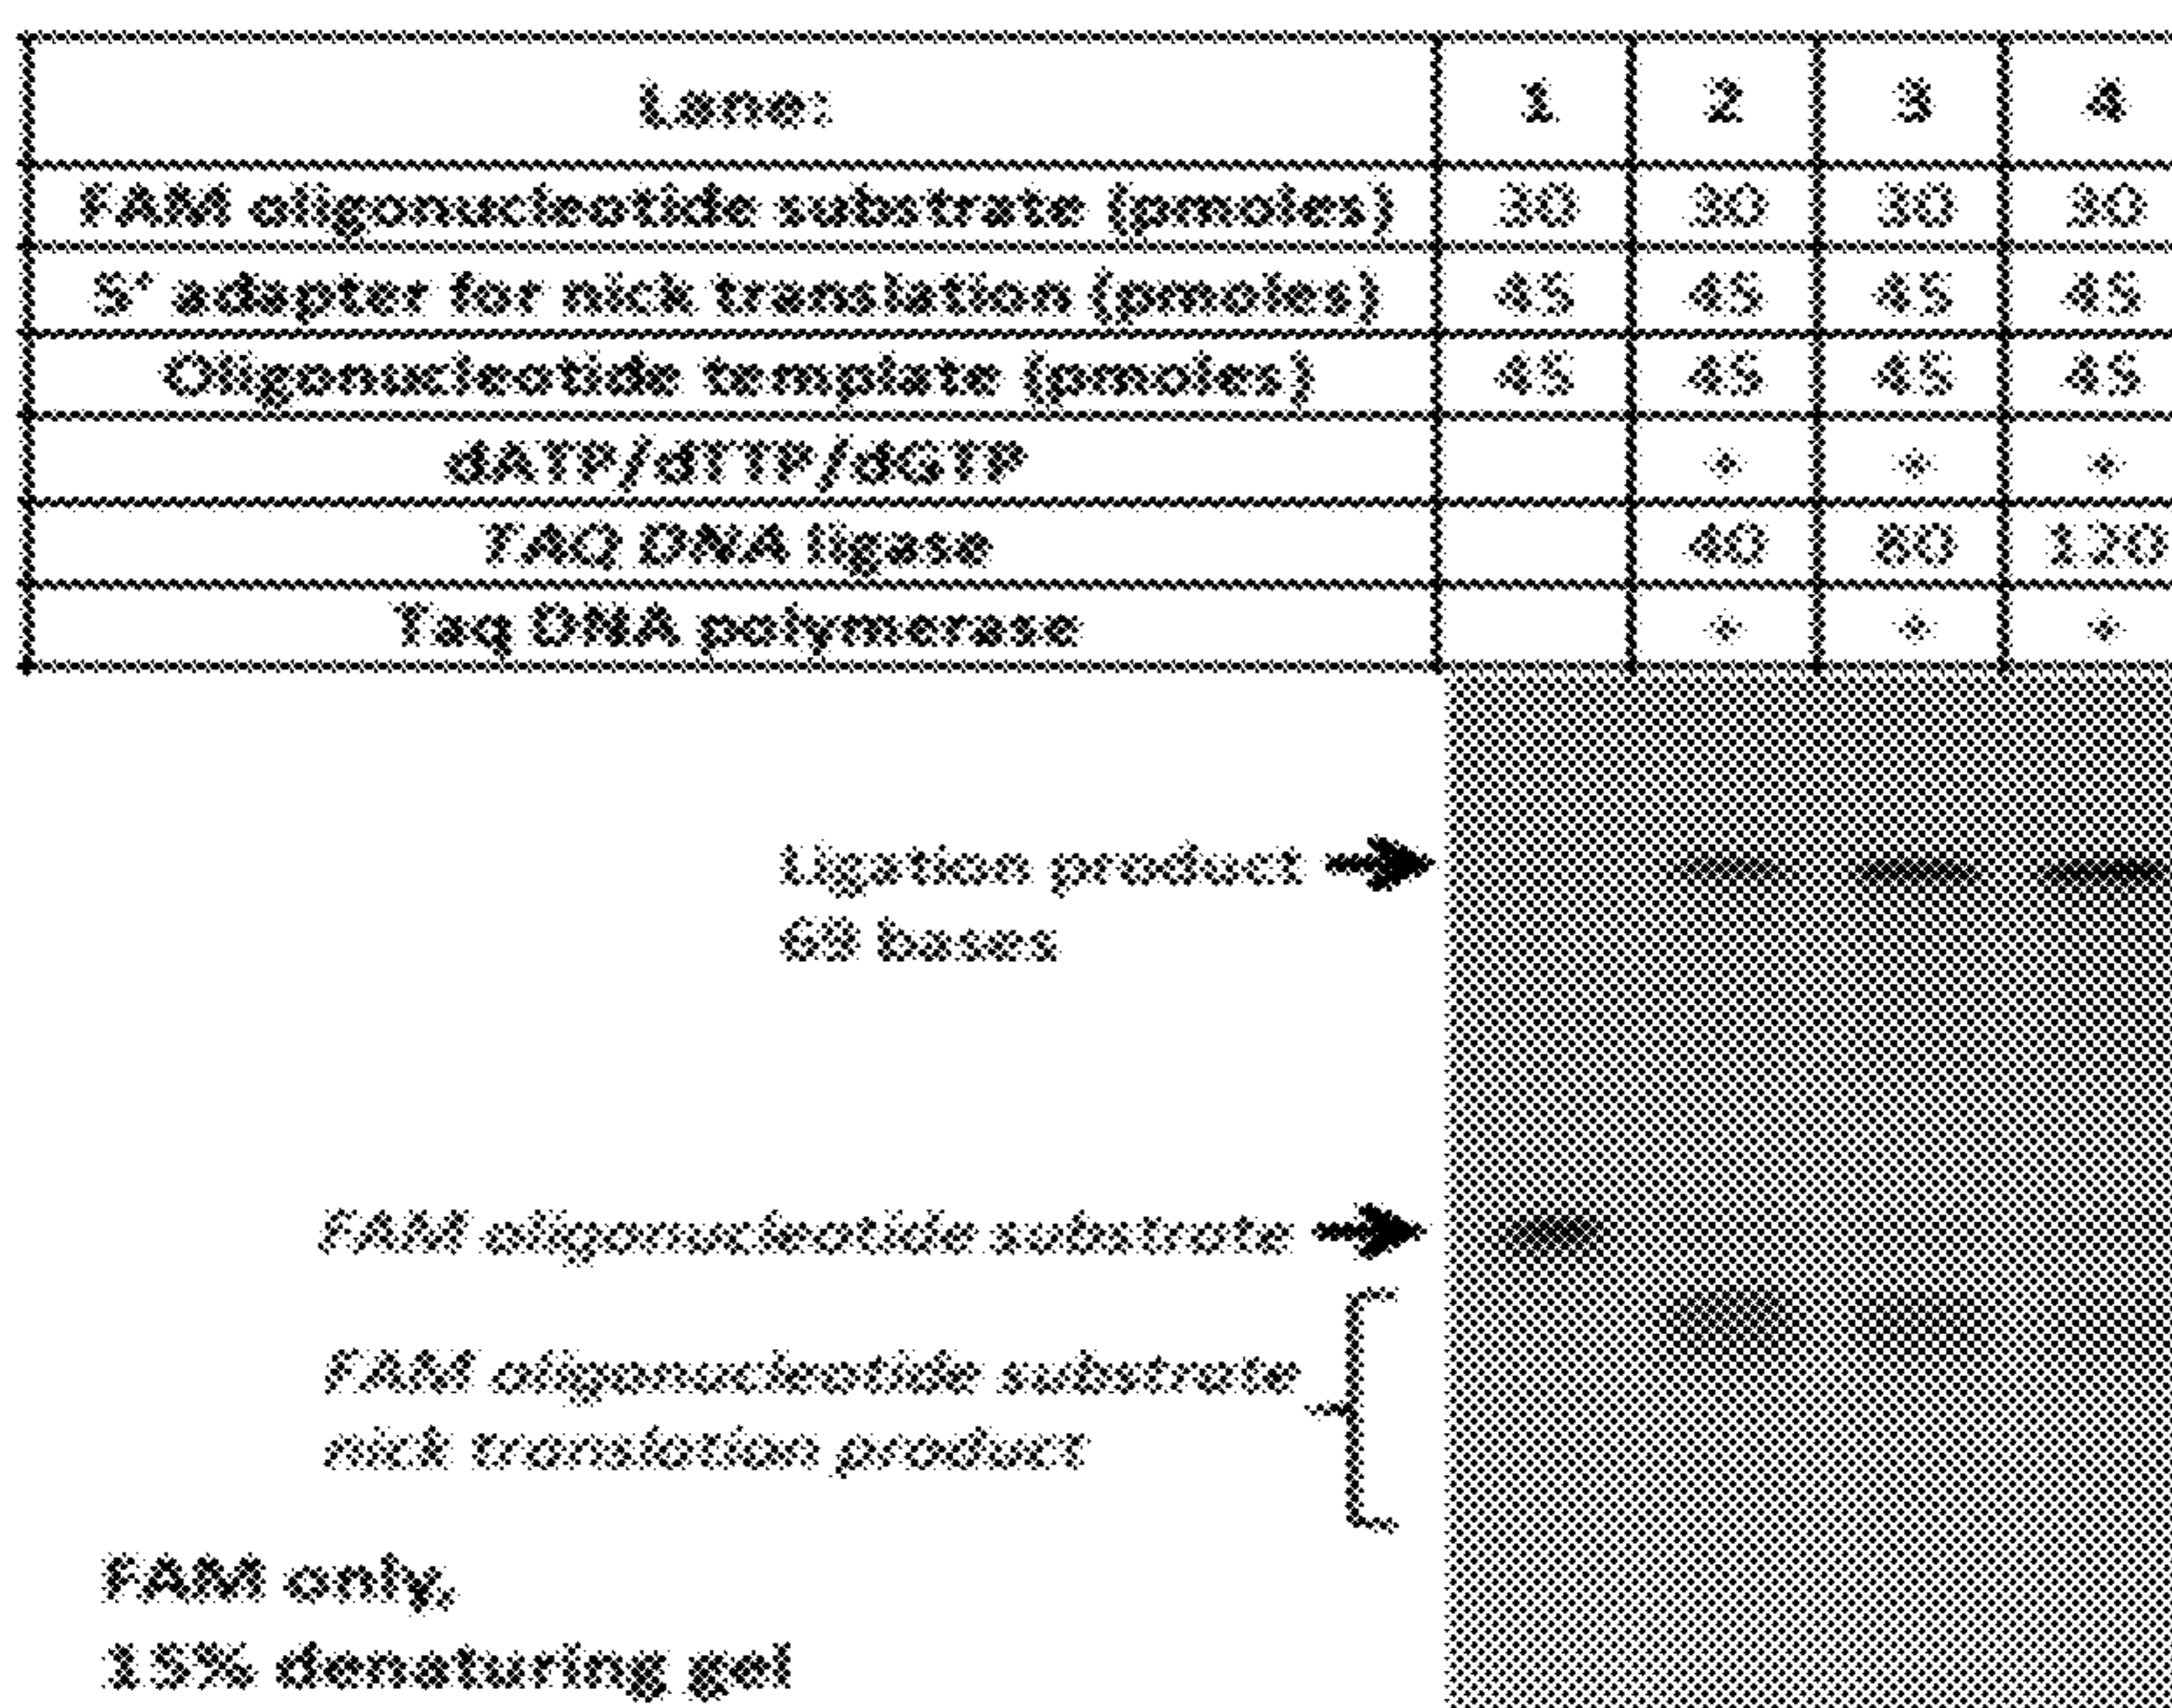 Lane: 1 2 3 4
FAM oligonucleotide substrate (pmoles) 30 30 30 30
5' adapter for nick translation (pmoles) 45 45 45 45
Oligonucleotide template (pmoles) 45 45 45 45
dATP/dTTP/dGTP + + +
TAQ DNA ligase 40 80 120
Taq DNA polymerase + + +
Ligation product
68 bases
FAM oligonucleotide substrate
FAM oligonucleotide substrate
nick translation product
FAM only,
15% denaturing gel